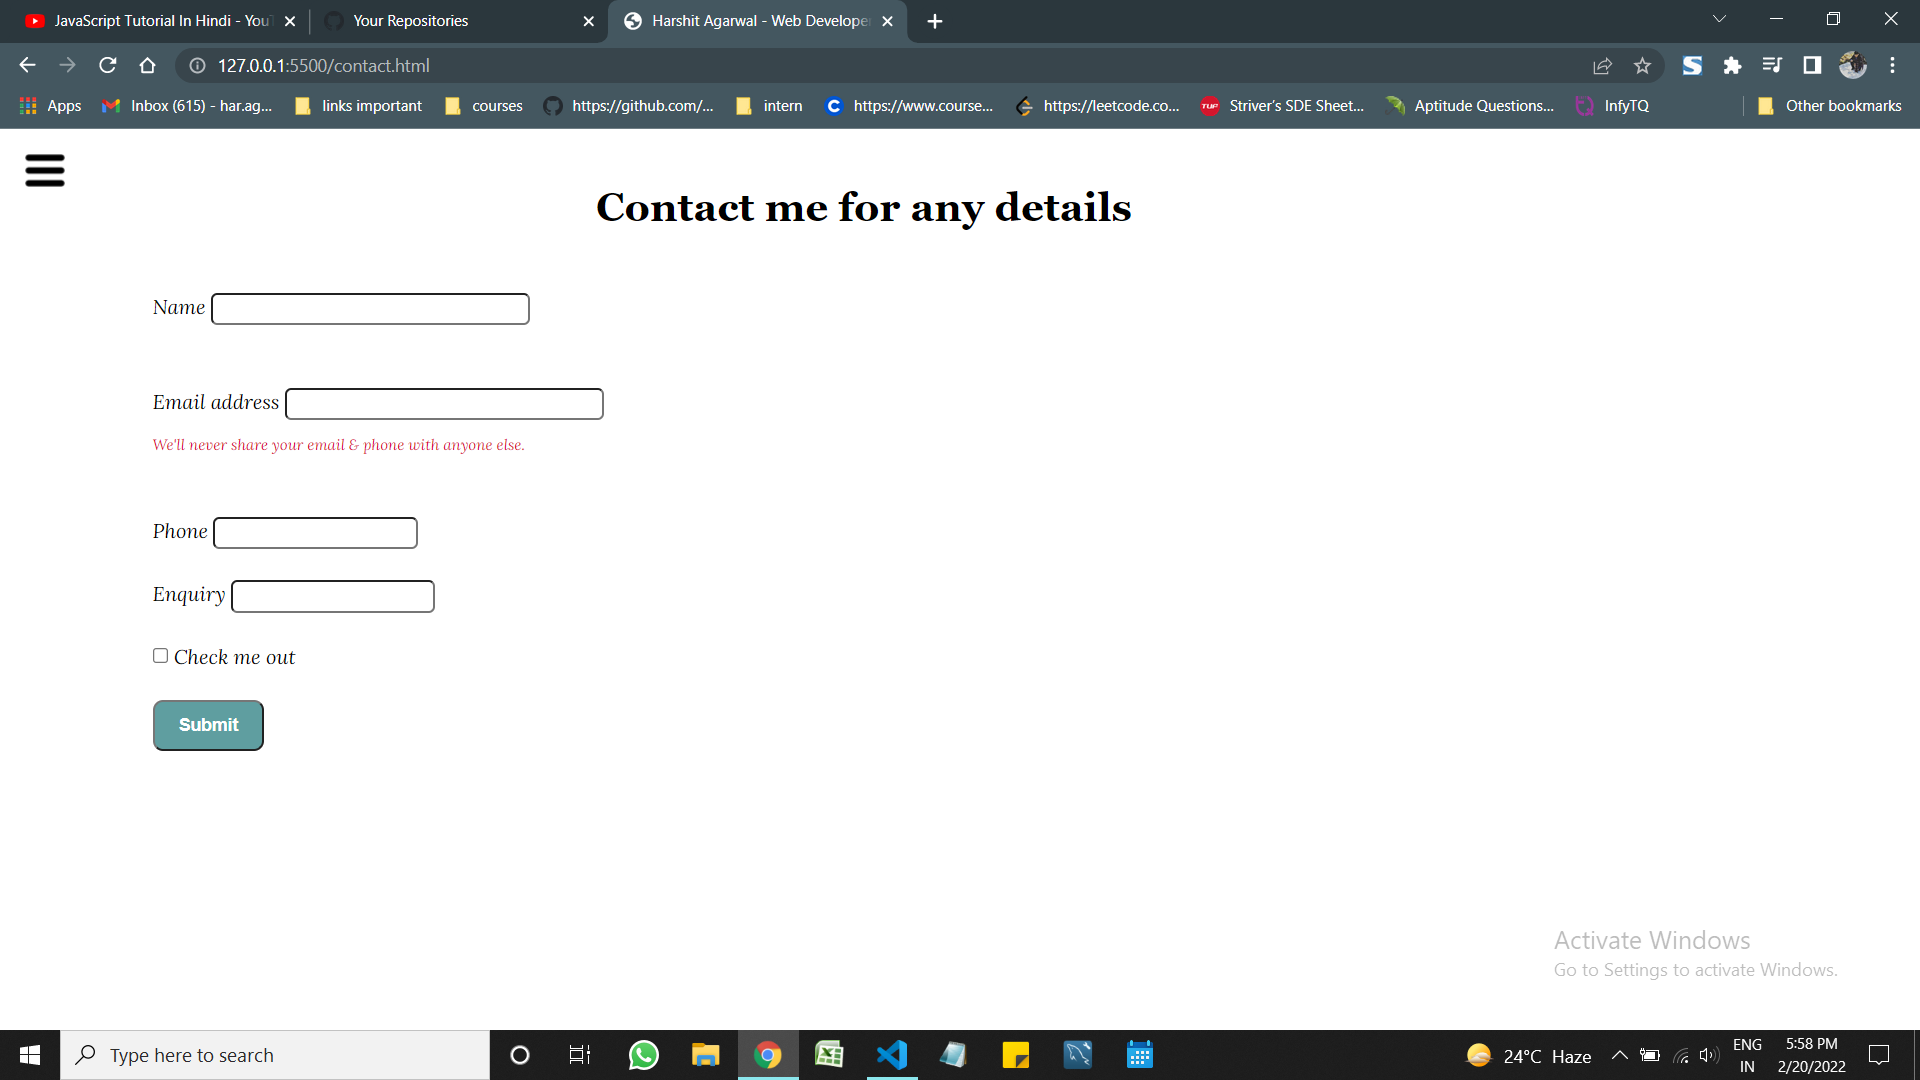 JavaScript Tutorial In Hindi - YouT
Your Repositories
Harshit Agarwal - Web Developer
127.0.0.1:5500/contact.html
Apps
Inbox (615) - har.ag...
links important
courses
https://github.com/...
intern
https://www.course...
https://leetcode.co...
TUF
Striver's SDE Sheet...
Aptitude Questions...
InfyTQ
Other bookmarks
Contact me for any details
Name
Email address
We'll never share your email & phone with anyone else.
Phone
Enquiry
Check me out
Submit
Activate Windows
Go to Settings to activate Windows.
Type here to search
24°C Haze
ENG
IN
5:58 PM
2/20/2022